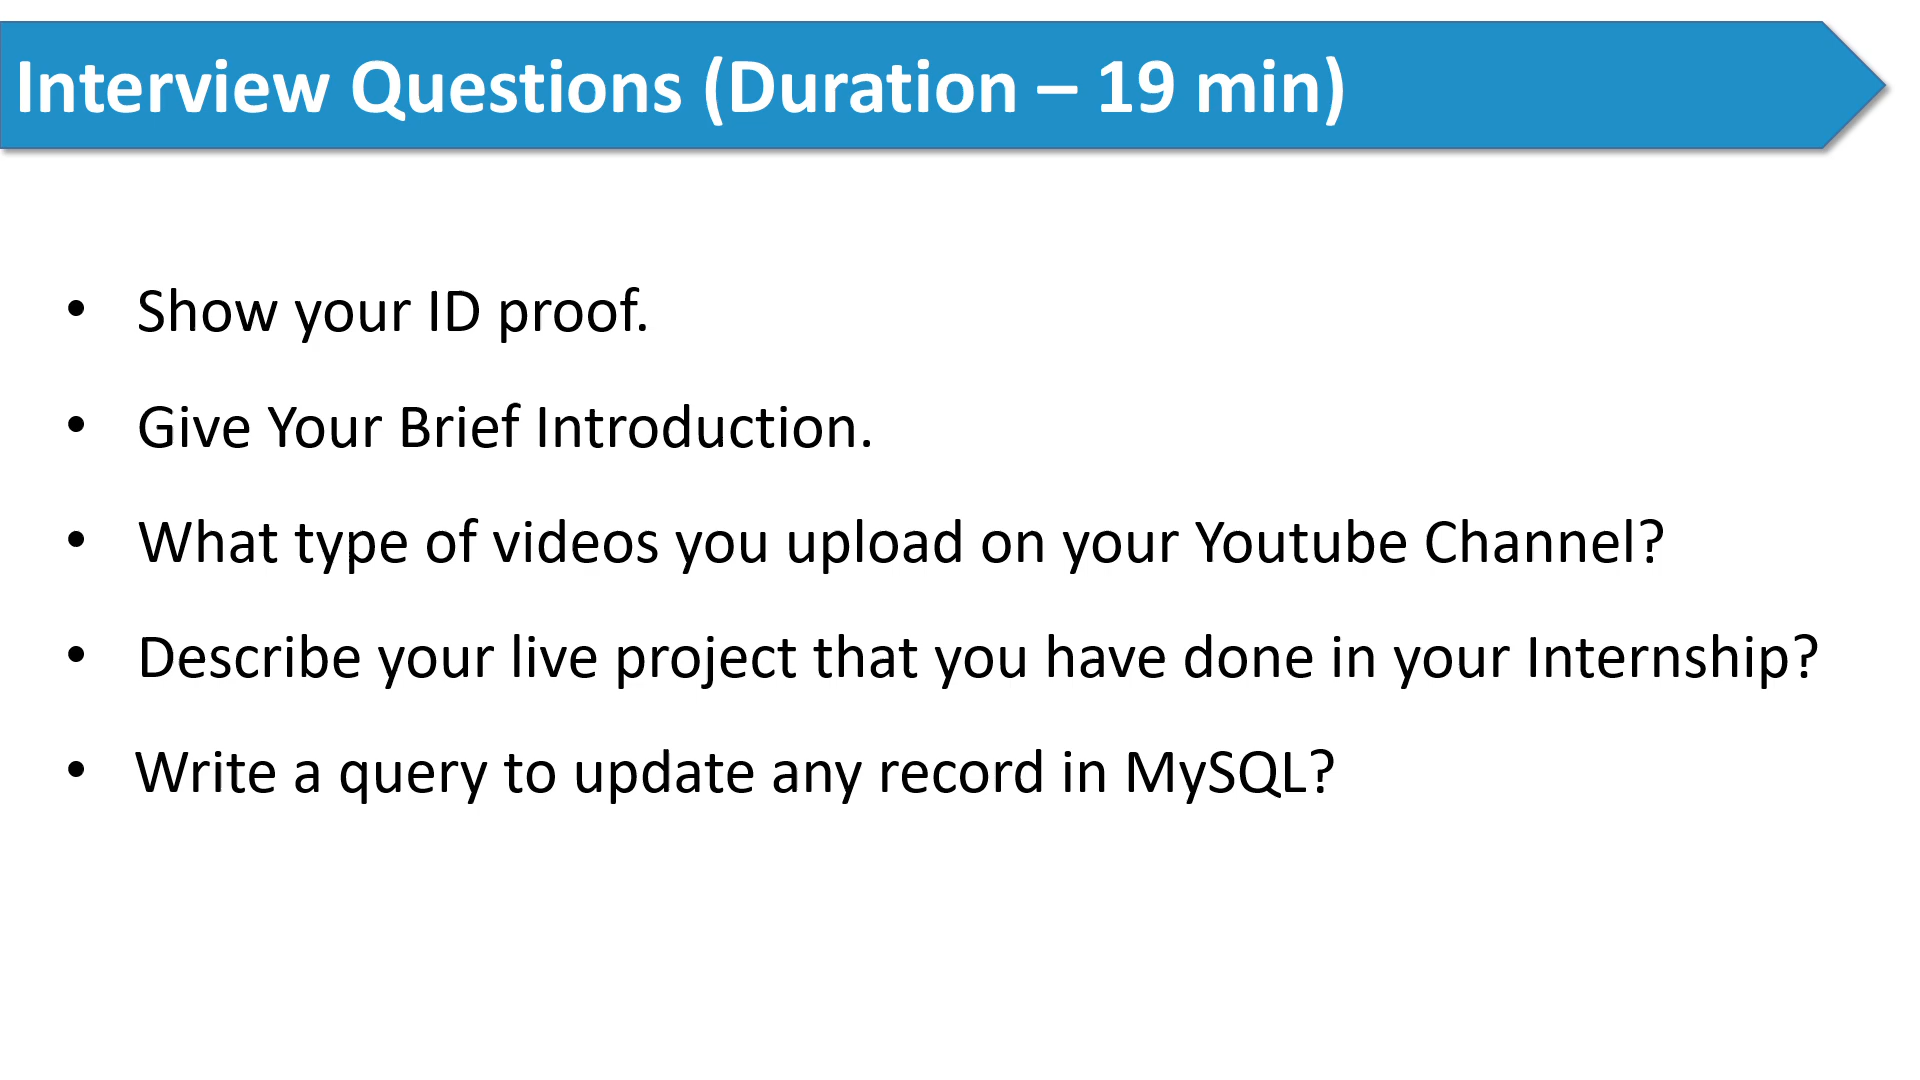 Interview Questions (Duration – 19 min)
• Show your ID proof.
• Give Your Brief Introduction.
• What type of videos you upload on your Youtube Channel?
• Describe your live project that you have done in your Internship?
• Write a query to update any record in MySQL?